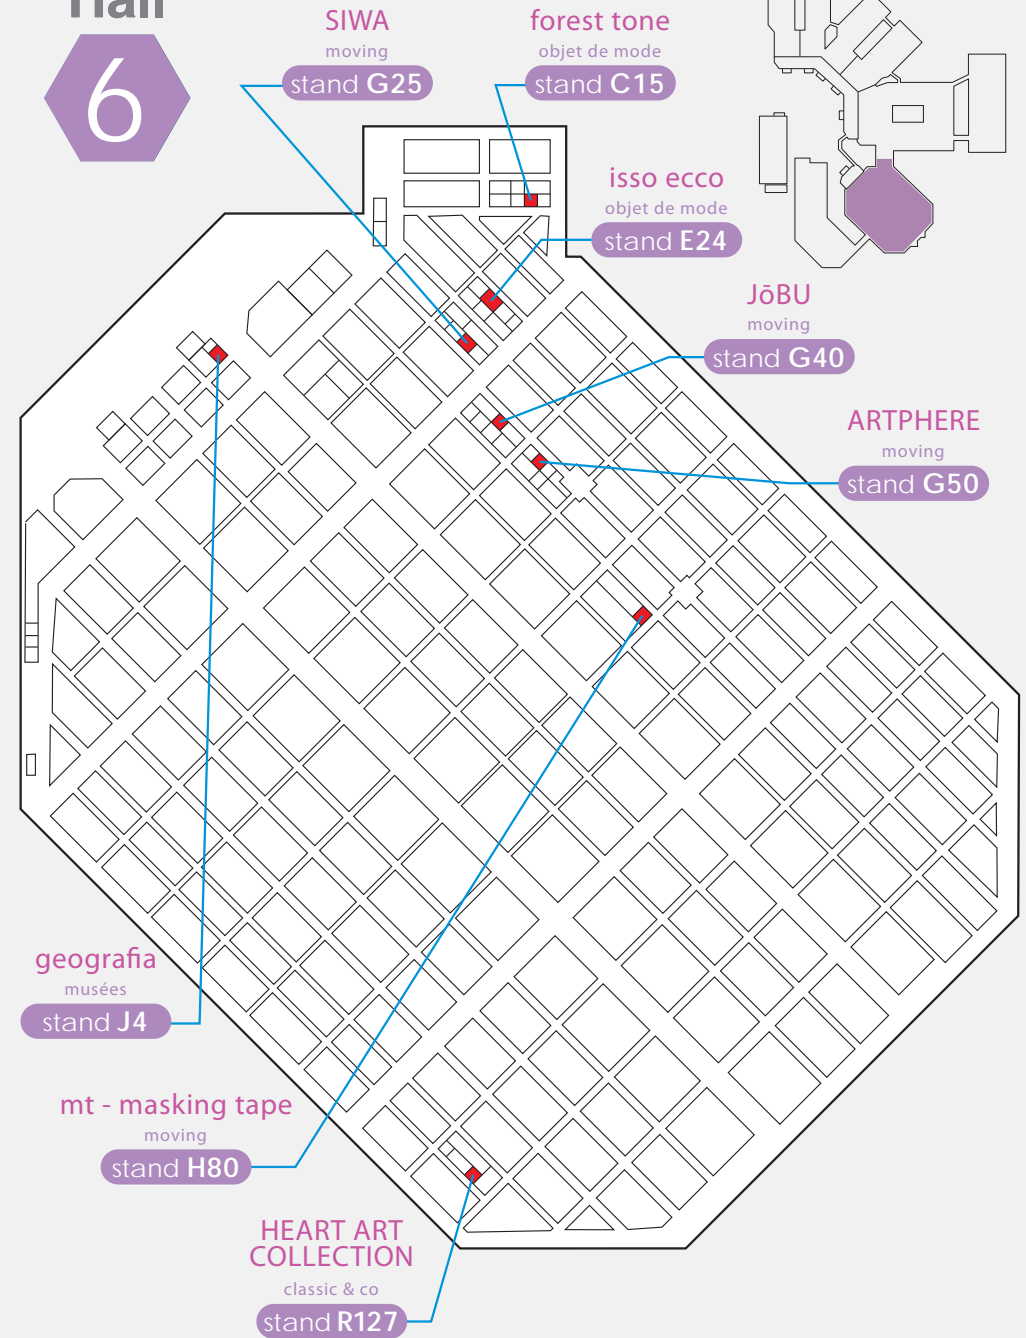 Hall
6
SIWA
moving
stand G25
forest tone
objet de mode
stand C15
isso ecco
objet de mode
stand E24
JōBU
moving
stand G40
ARTPHERE
moving
stand G50
geografia
musées
stand J4
mt - masking tape
moving
stand H80
HEART ART
COLLECTION
classic & co
stand R127